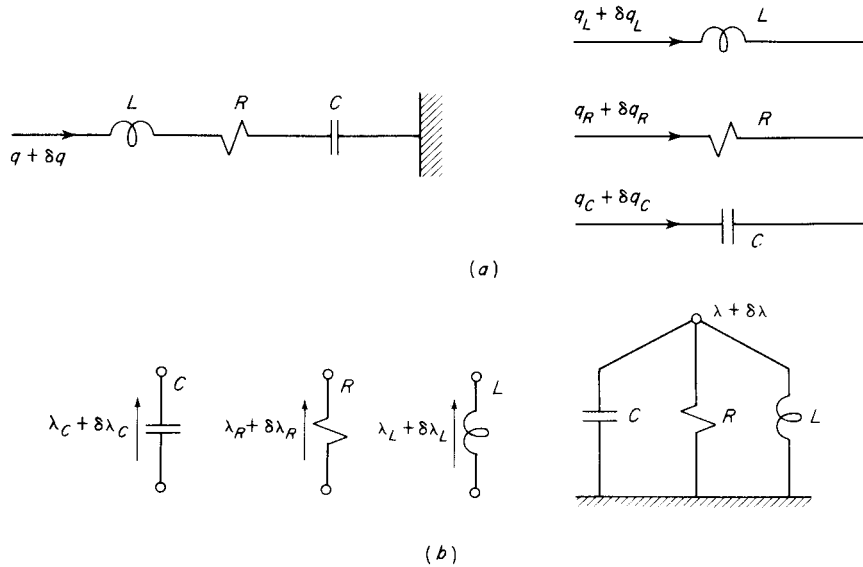 q_L + δq_L L
L R C
q + δq
q_R + δq_R R
q_C + δq_C C
(a)
λ + δλ
C R L
λ_C + δλ_C λ_R + δλ_R λ_L + δλ_L
C R L
(b)